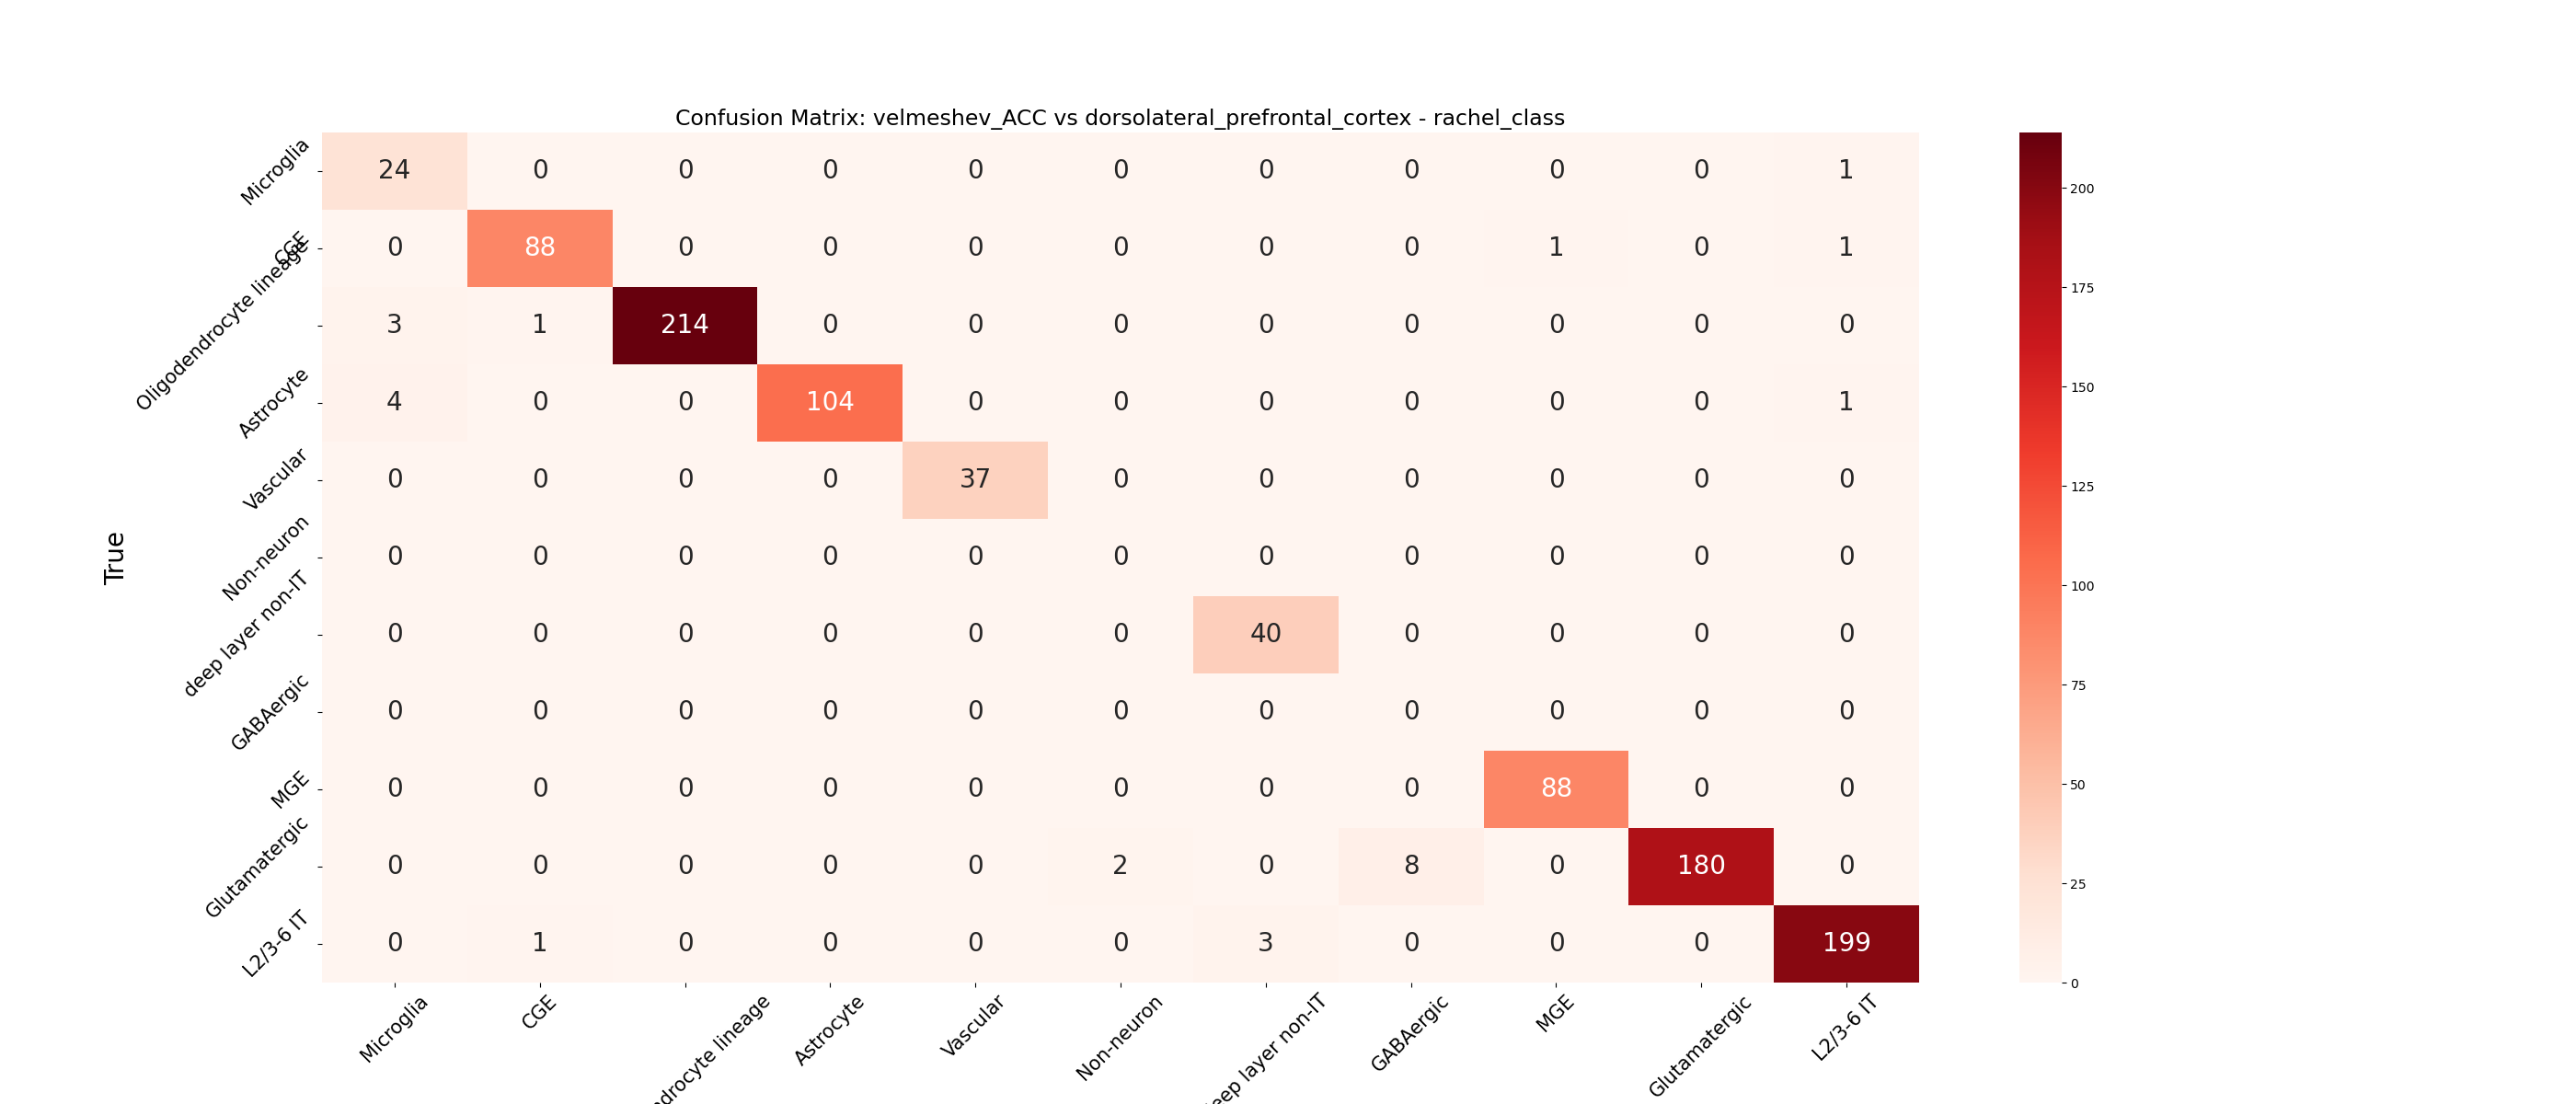 Confusion Matrix: velmeshev_ACC vs dorsolateral_prefrontal_cortex - rachel_class
True
Microglia 24 0 0 0 0 0 0 0 0 0 1
CGE 0 88 0 0 0 0 0 0 1 0 1
Oligodendrocyte lineage 3 1 214 0 0 0 0 0 0 0 0
Astrocyte 4 0 0 104 0 0 0 0 0 0 1
Vascular 0 0 0 0 37 0 0 0 0 0 0
Non-neuron 0 0 0 0 0 0 0 0 0 0 0
deep layer non-IT 0 0 0 0 0 0 40 0 0 0 0
GABAergic 0 0 0 0 0 0 0 0 0 0 0
MGE 0 0 0 0 0 0 0 0 88 0 0
Glutamatergic 0 0 0 0 0 2 0 8 0 180 0
L2/3-6 IT 0 1 0 0 0 0 3 0 0 0 199
Microglia
CGE
ndrocyte lineage
Astrocyte
Vascular
Non-neuron
eep layer non-IT
GABAergic
MGE
Glutamatergic
L2/3-6 IT
200
175
150
125
100
75
50
25
0